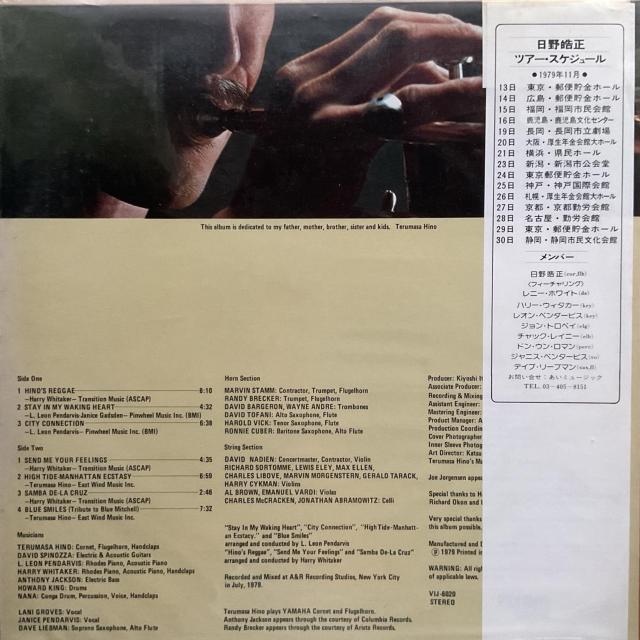 日野皓正
ツアー・スケジュール
●1979年11月●
13日 東京・郵便貯金ホール
14日 広島・郵便貯金ホール
15日 福岡・福岡市民会館
16日 鹿児島・鹿児島文化センター
19日 長岡・長岡市立劇場
20日 大阪・厚生年金会館大ホール
21日 横浜・県民ホール
23日 新潟・新潟市公会堂
24日 東京郵便貯金ホール
25日 神戸・神戸国際会館
26日 札幌・厚生年金会館大ホール
27日 京都・京都勤労会館
28日 名古屋・勤労会館
29日 東京・郵便貯金ホール
30日 静岡・静岡市民文化会館
メンバー
日野皓正(cor,flh)
〈フィーチャリング〉
レニー・ホワイト(ds)
ハリー・ウィタカー(key)
レオン・ペンダービス(key)
ジョン・トロペイ(elg)
チャック・レイニー(elb)
ドン・ウン・ロマン(perc)
ジャニス・ペンダービス(vo)
デイブ・リーブマン(sax,fl)
お問い合せ:あいミュージック
TEL.03-405-8151
This album is dedicated to my father, mother, brother, sister and kids. Terumasa Hino
Side One
1 HINO'S REGGAE 8:10
—Harry Whitaker— Transition Music (ASCAP)
2 STAY IN MY WAKING HEART 4:32
—L. Leon Pendarvis-Janice Gadsden— Pinwheel Music Inc. (BMI)
3 CITY CONNECTION 6:38
—L. Leon Pendarvis— Pinwheel Music Inc. (BMI)
Side Two
1 SEND ME YOUR FEELINGS 4:35
—Harry Whitaker— Transition Music (ASCAP)
2 HIGH TIDE-MANHATTAN ECSTASY 6:59
—Terumasa Hino— East Wind Music Inc.
3 SAMBA DE-LA CRUZ 2:46
—Harry Whitaker— Transition Music (ASCAP)
4 BLUE SMILES (Tribute to Blue Mitchell) 7:32
—Terumasa Hino— East Wind Music Inc.
Musicians
TERUMASA HINO: Cornet, Flugelhorn, Handclaps
DAVID SPINOZZA: Electric & Acoustic Guitars
L. LEON PENDARVIS: Rhodes Piano, Acoustic Piano
HARRY WHITAKER: Rhodes Piano, Acoustic Piano, Handclaps
ANTHONY JACKSON: Electric Bass
HOWARD KING: Drums
NANA: Conga Drum, Percussion, Voice, Handclaps
LANI GROVES: Vocal
JANICE PENDARVIS: Vocal
DAVE LIEBMAN: Soprano Saxophone, Alto Flute
Horn Section
MARVIN STAMM: Contractor, Trumpet, Flugelhorn
RANDY BRECKER: Trumpet, Flugelhorn
DAVID BARGERON, WAYNE ANDRE: Trombones
DAVID TOFANI: Alto Saxophone, Flute
HAROLD VICK: Tenor Saxophone, Flute
RONNIE CUBER: Baritone Saxophone, Alto Flute
String Section
DAVID NADIEN: Concertmaster, Contractor, Violin
RICHARD SORTOMME, LEWIS ELEY, MAX ELLEN,
CHARLES LIBOVE, MARVIN MORGENSTERN, GERALD TARACK,
HARRY CYKMAN: Violins
AL BROWN, EMANUEL VARDI: Violas
CHARLES McCRACKEN, JONATHAN ABRAMOWITZ: Celli
"Stay In My Waking Heart", "City Connection", "High Tide-Manhatt-
an Ecstacy." and "Blue Smiles"
arranged and conducted by L. Leon Pendarvis
"Hino's Reggae", "Send Me Your Feelings" and "Samba De-La Cruz"
arranged and conducted by Harry Whitaker
Recorded and Mixed at A&R Recording Studios, New York City
in July, 1979.
Terumasa Hino plays YAMAHA Cornet and Flugelhorn.
Anthony Jackson appears through the courtesy of Columbia Records.
Randy Brecker appears through the courtesy of Arista Records.
Producer: Kiyoshi
Associate Producer:
Recording & Mixing
Assistant Engineer:
Mastering Engineer:
Product Manager:
Production Coordin
Cover Photographer
Inner Sleeve Photog
Art Director:
Terumasa Hino's
Joe Jorgensen appe
Special thanks to
Richard Okon and
Very special thanks
this album possible.
Manufactured and
Ⓟ 1979 Printed in
WARNING: All righ
of applicable laws.
VIJ-6020
STEREO